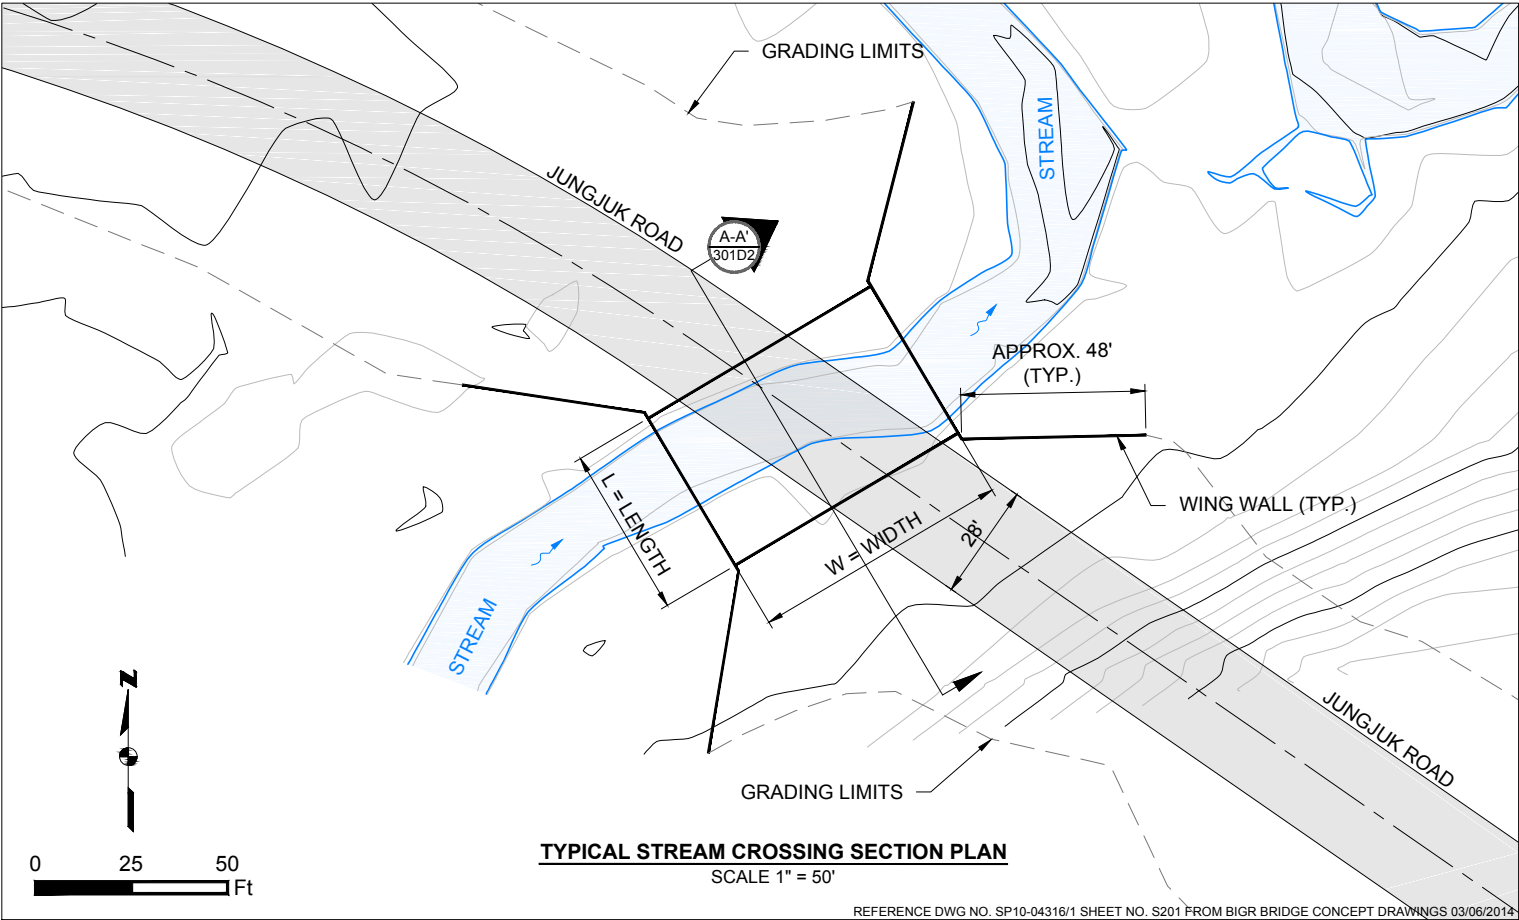 GRADING LIMITS
STREAM
JUNGJUK ROAD
A-A'
301D2
APPROX. 48'
(TYP.)
L = LENGTH
W = WIDTH
28'
WING WALL (TYP.)
STREAM
N
JUNGJUK ROAD
GRADING LIMITS
TYPICAL STREAM CROSSING SECTION PLAN
SCALE 1" = 50'
0 25 50
Ft
REFERENCE DWG NO. SP10-04316/1 SHEET NO. S201 FROM BIGR BRIDGE CONCEPT DRAWINGS 03/06/2014